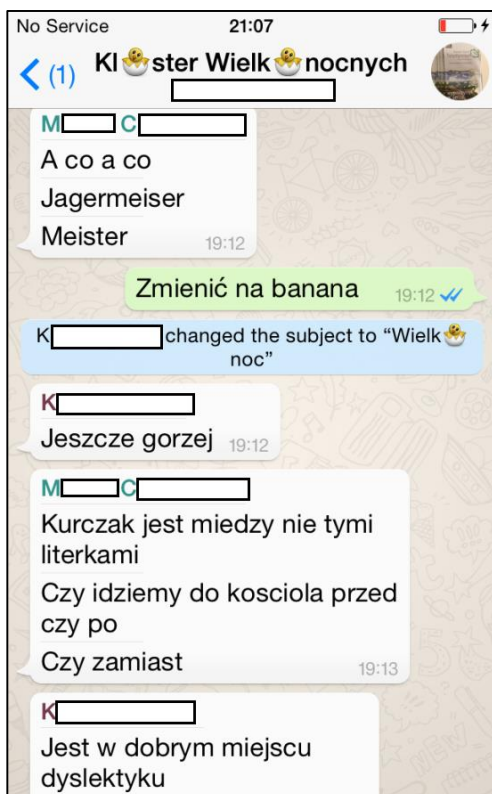 No Service 21:07
(1) Kl🐣ster Wielk🐣nocnych
M C
A co a co
Jagermeiser
Meister 19:12
Zmienić na banana 19:12
K changed the subject to “Wielk🐣
noc”
K
Jeszcze gorzej 19:12
M C
Kurczak jest miedzy nie tymi
literkami
Czy idziemy do kosciola przed
czy po
Czy zamiast 19:13
K
Jest w dobrym miejscu
dyslektyku